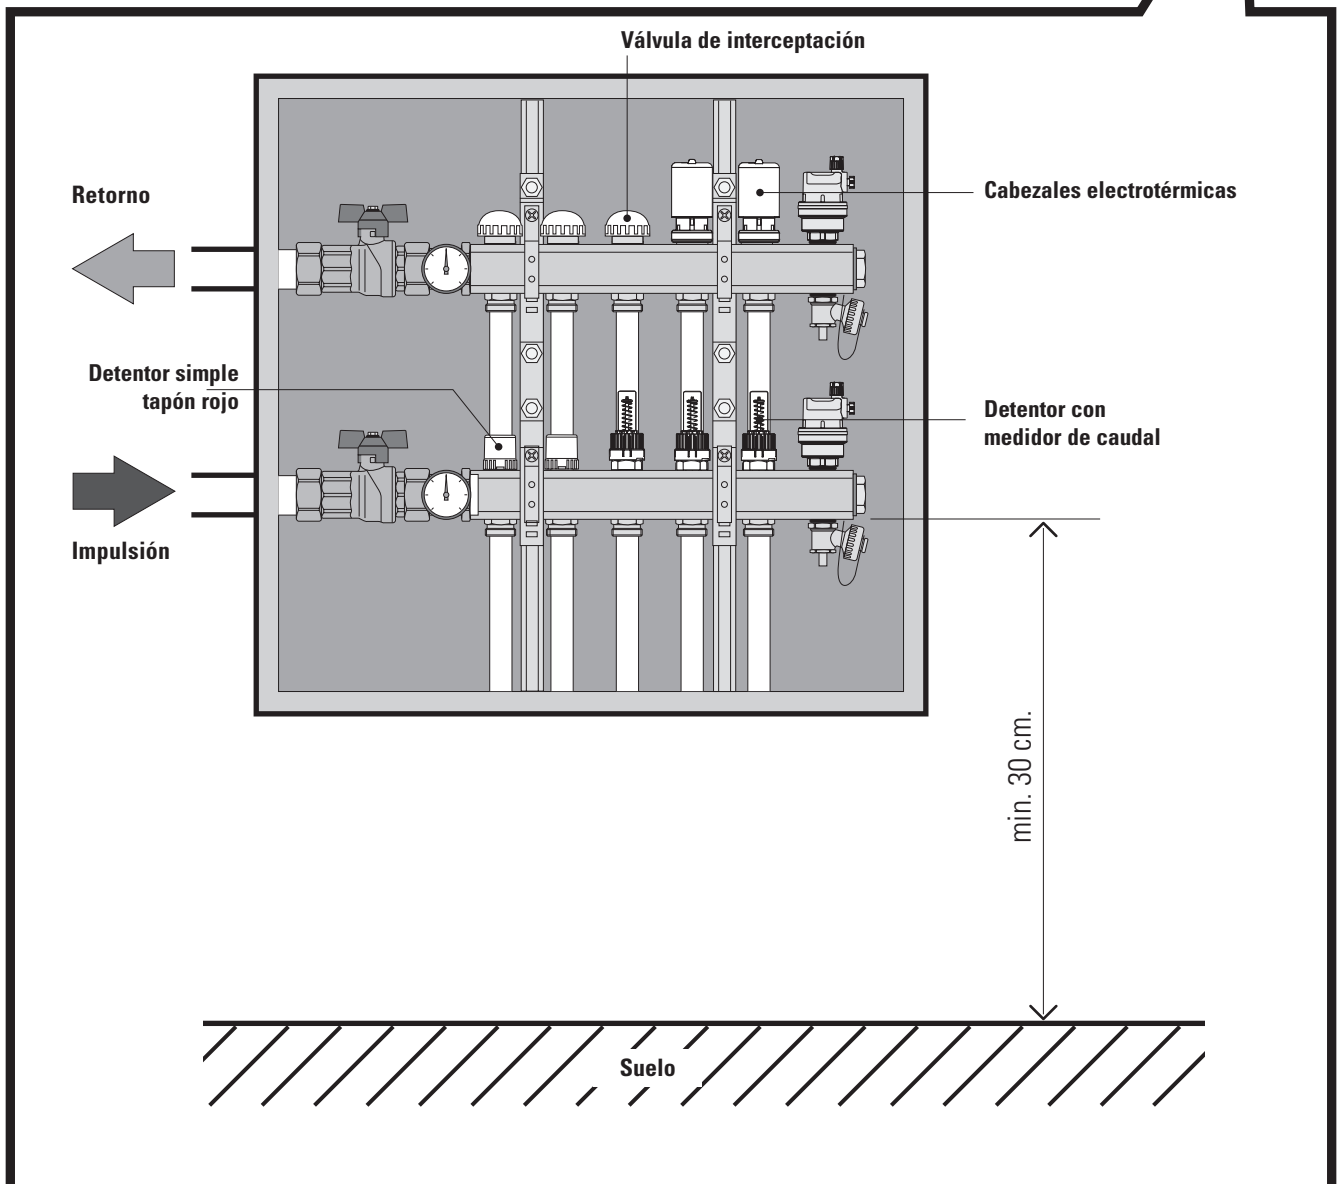 Válvula de interceptación
Retorno
Cabezales electrotérmicas
Detentor simple
tapón rojo
Detentor con
medidor de caudal
Impulsión
min. 30 cm.
Suelo